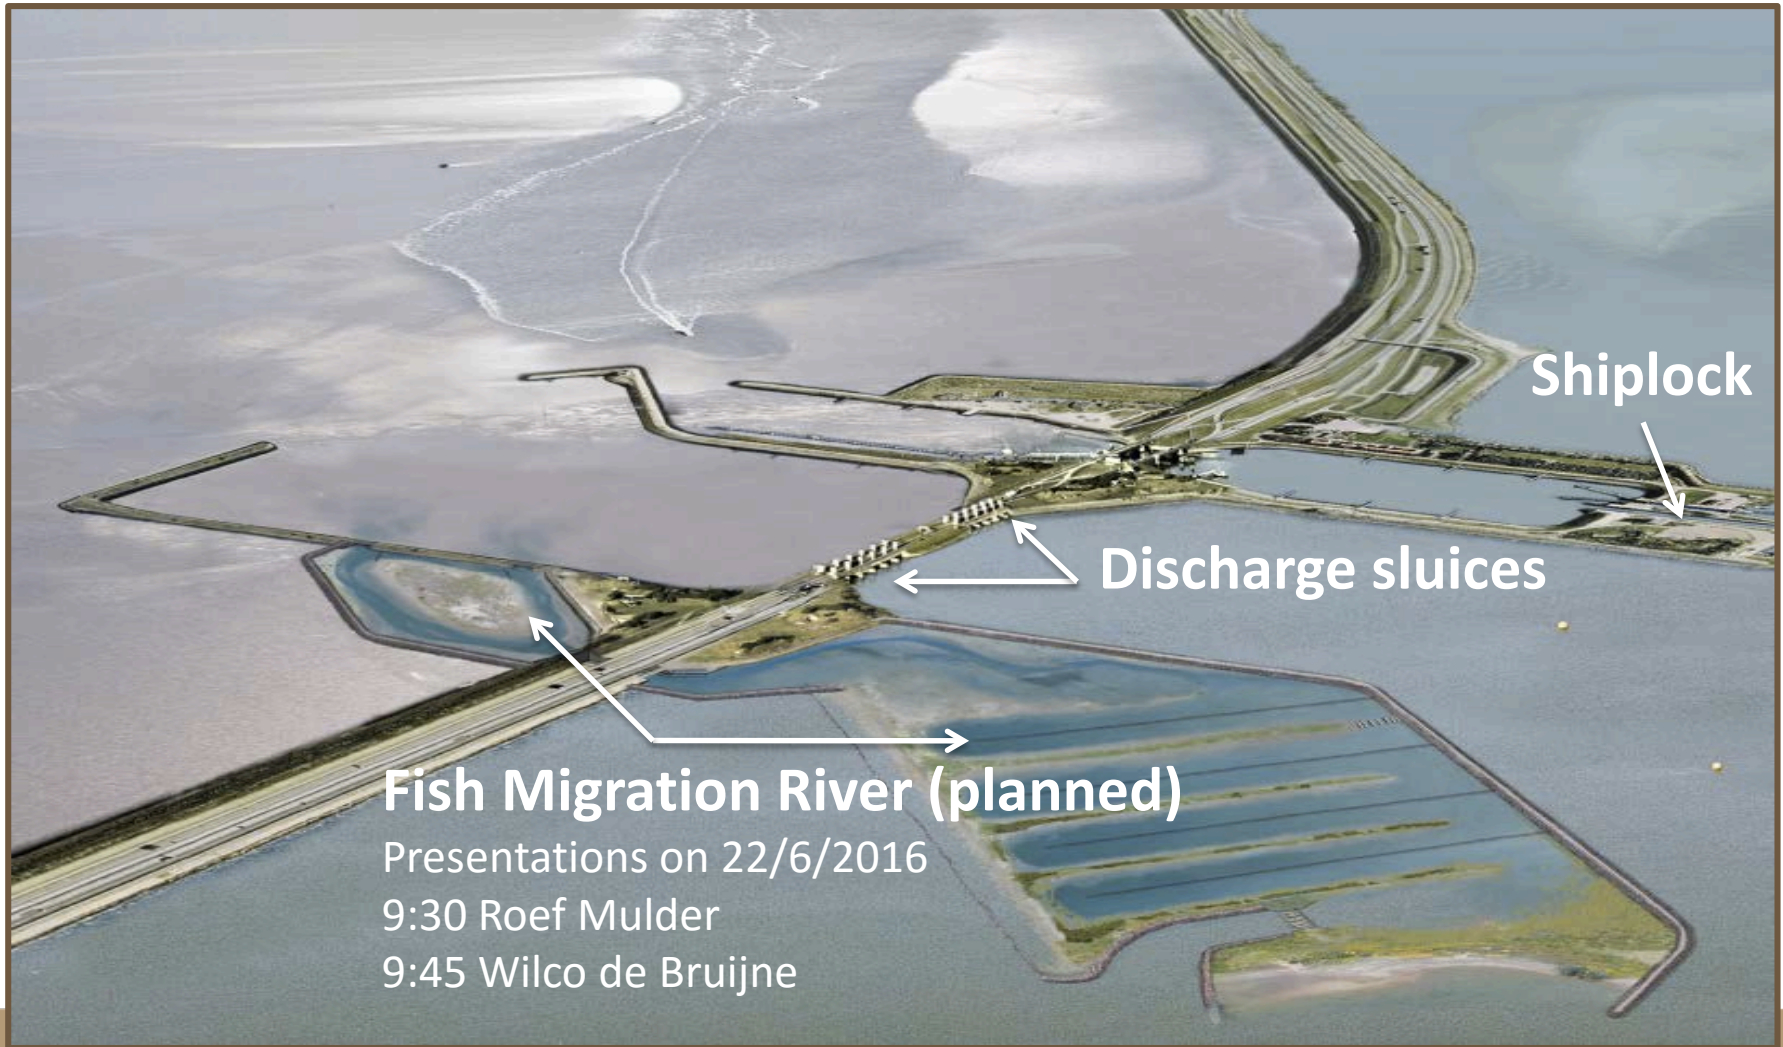 Shiplock
Discharge sluices
Fish Migration River (planned)
Presentations on 22/6/2016
9:30 Roef Mulder
9:45 Wilco de Bruijne